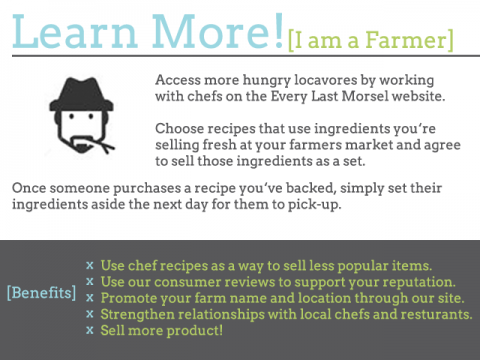 Learn More! [I am a Farmer]
Access more hungry locavores by working
with chefs on the Every Last Morsel website.
Choose recipes that use ingredients you're
selling fresh at your farmers market and agree
to sell those ingredients as a set.
Once someone purchases a recipe you've backed, simply set their
ingredients aside the next day for them to pick-up.
[Benefits]
x Use chef recipes as a way to sell less popular items.
x Use our consumer reviews to support your reputation.
x Promote your farm name and location through our site.
x Strengthen relationships with local chefs and resturants.
x Sell more product!